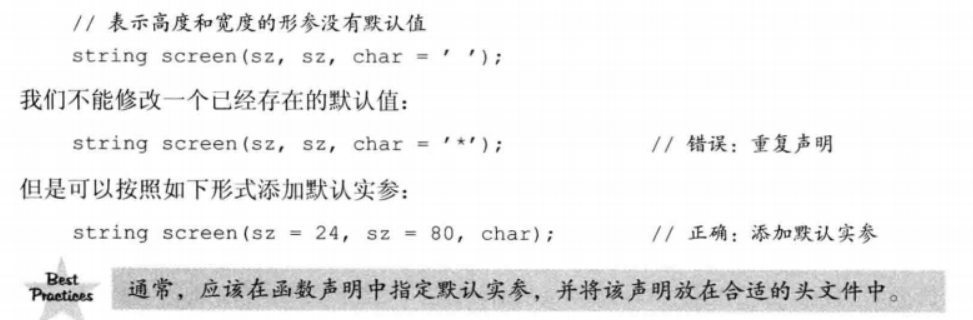 // 表示高度和宽度的形参没有默认值
string screen(sz, sz, char = ' ');
我们不能修改一个已经存在的默认值：
string screen(sz, sz, char = '*'); // 错误：重复声明
但是可以按照如下形式添加默认实参：
string screen(sz = 24, sz = 80, char); // 正确：添加默认实参
Best
Practices
通常，应该在函数声明中指定默认实参，并将该声明放在合适的头文件中。